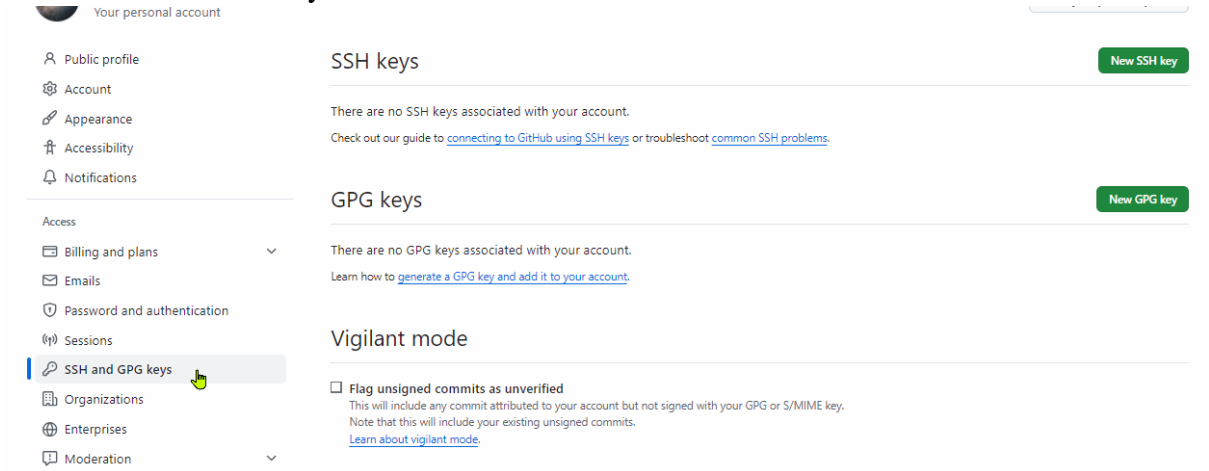 Your personal account
Public profile
Account
Appearance
Accessibility
Notifications
Access
Billing and plans
Emails
Password and authentication
Sessions
SSH and GPG keys
Organizations
Enterprises
Moderation
SSH keys
New SSH key
There are no SSH keys associated with your account.
Check out our guide to connecting to GitHub using SSH keys or troubleshoot common SSH problems.
GPG keys
New GPG key
There are no GPG keys associated with your account.
Learn how to generate a GPG key and add it to your account.
Vigilant mode
Flag unsigned commits as unverified
This will include any commit attributed to your account but not signed with your GPG or S/MIME key.
Note that this will include your existing unsigned commits.
Learn about vigilant mode.